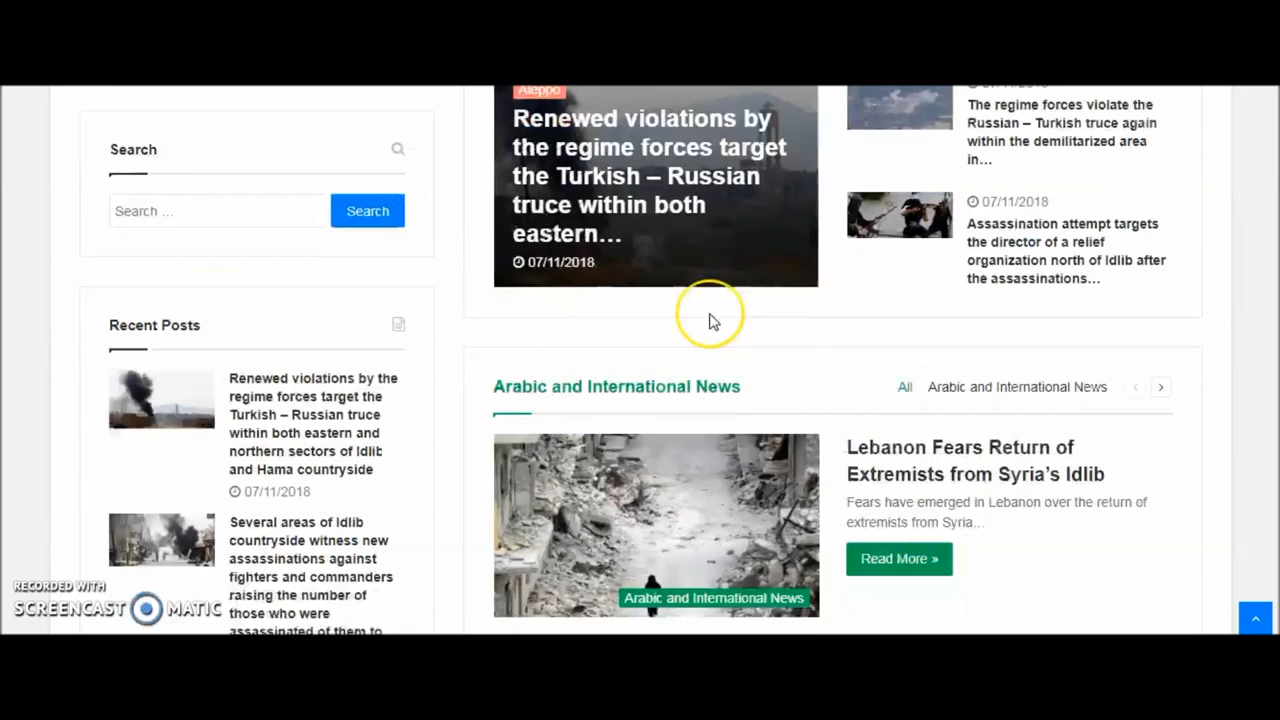 Search
Search ...
Search
Recent Posts
Renewed violations by the
regime forces target the
Turkish – Russian truce
within both eastern and
northern sectors of Idlib
and Hama countryside
07/11/2018
Several areas of Idlib
countryside witness new
assassinations against
fighters and commanders
raising the number of
those who were
assassinated of them to
Aleppo
Renewed violations by
the regime forces target
the Turkish – Russian
truce within both
eastern…
07/11/2018
The regime forces violate the
Russian – Turkish truce again
within the demilitarized area
in…
07/11/2018
Assassination attempt targets
the director of a relief
organization north of Idlib after
the assassinations…
Arabic and International News
All Arabic and International News
Arabic and International News
Lebanon Fears Return of
Extremists from Syria’s Idlib
Fears have emerged in Lebanon over the return of
extremists from Syria…
Read More »
RECORDED WITH
SCREENCAST MATIC